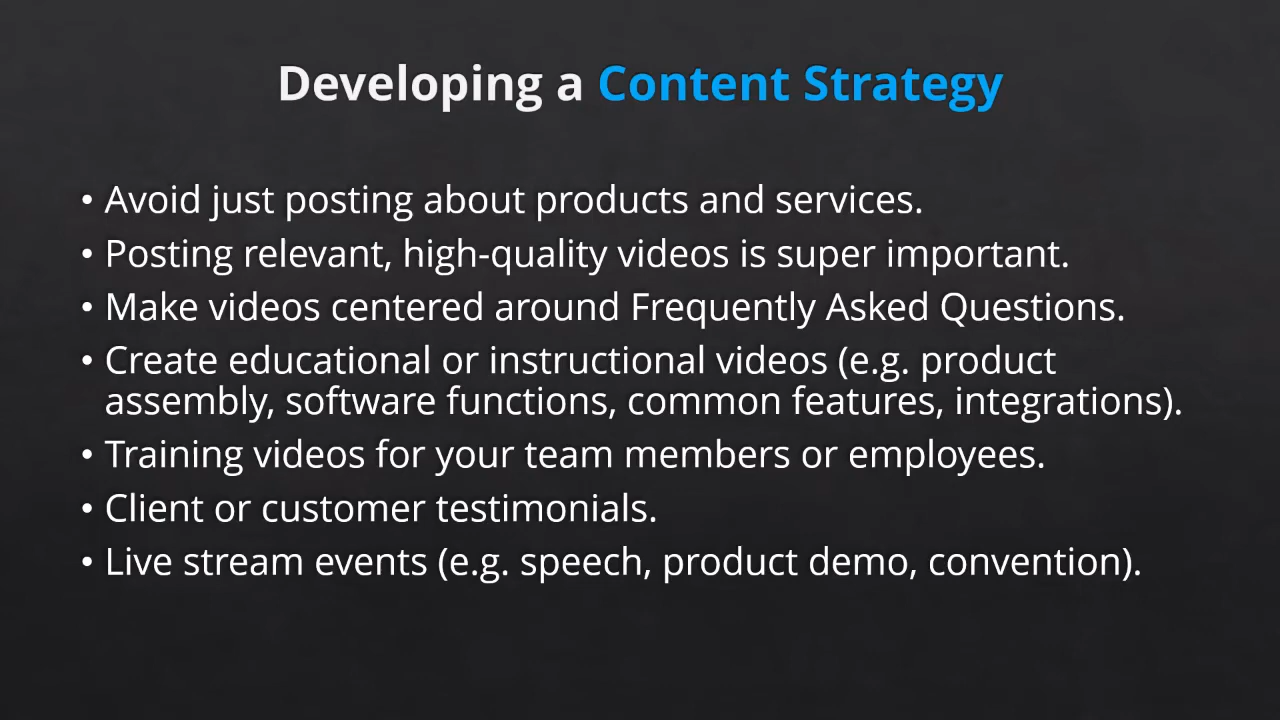 Developing a Content Strategy
• Avoid just posting about products and services.
• Posting relevant, high-quality videos is super important.
• Make videos centered around Frequently Asked Questions.
• Create educational or instructional videos (e.g. product
assembly, software functions, common features, integrations).
• Training videos for your team members or employees.
• Client or customer testimonials.
• Live stream events (e.g. speech, product demo, convention).